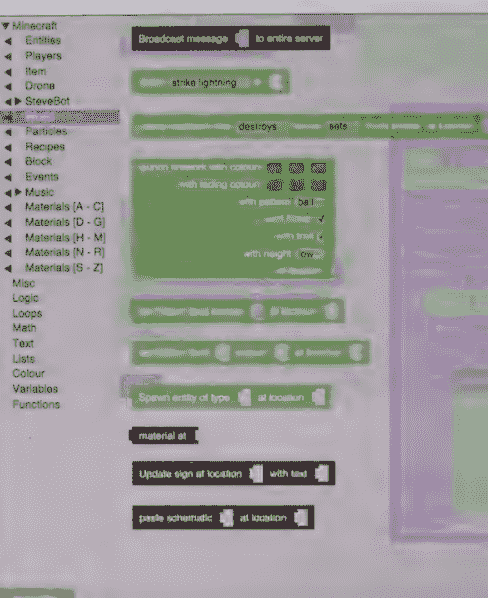 Minecraft
Entities
Players
Item
Drone
SteveBot
Particles
Recipes
Block
Events
Music
Materials [A - C]
Materials [D - G]
Materials [H - M]
Materials [N - R]
Materials [S - Z]
Misc
Logic
Loops
Math
Text
Lists
Colour
Variables
Functions
Broadcast message to entire server
strike lightning
destroys
with fading colours
with pattern
with trail
with height
Spawn entity of type at location
material at
Update sign at location with text
paste schematic at location